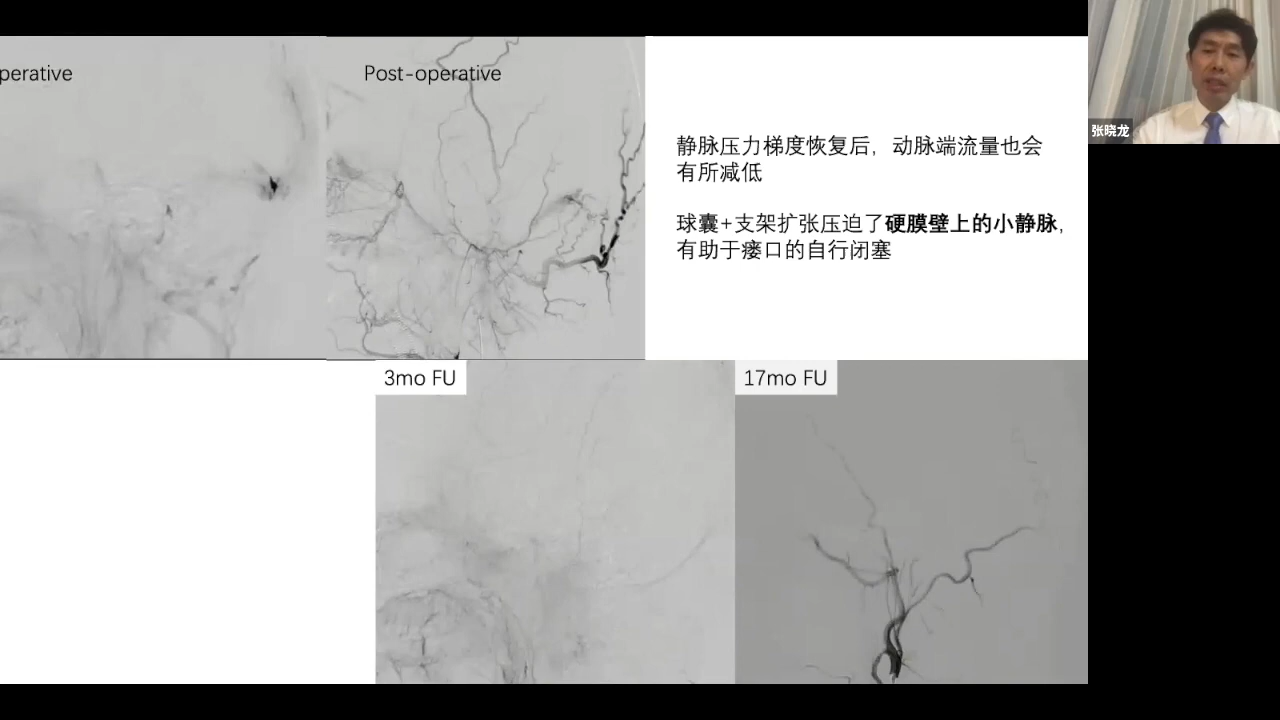 perative
Post-operative
张晓龙
静脉压力梯度恢复后，动脉端流量也会
有所减低
球囊+支架扩张压迫了硬膜壁上的小静脉，
有助于瘘口的自行闭塞
3mo FU
17mo FU